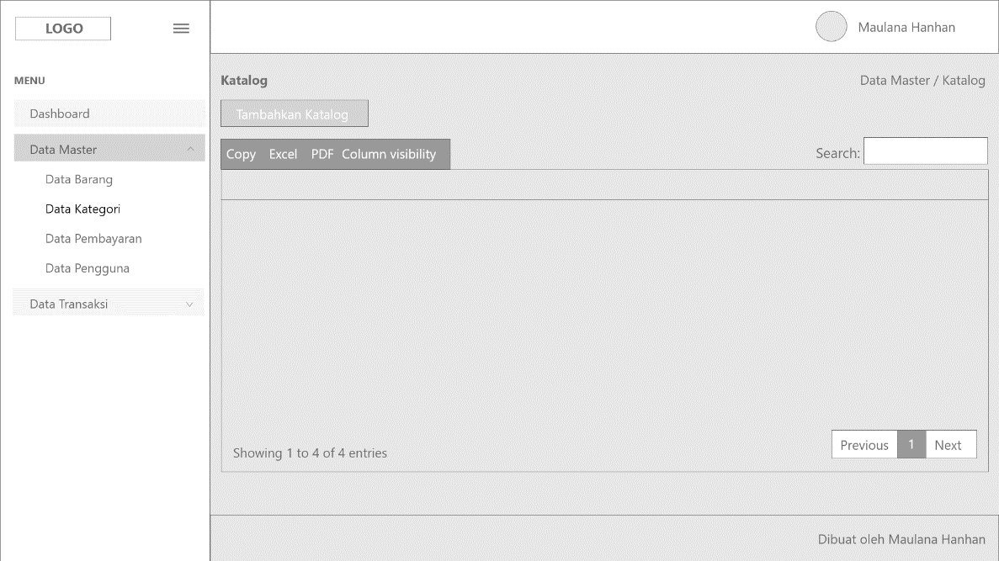 LOGO
Maulana Hanhan
MENU
Dashboard
Data Master
Data Barang
Data Kategori
Data Pembayaran
Data Pengguna
Data Transaksi
Katalog
Data Master / Katalog
Tambahkan Katalog
Copy Excel PDF Column visibility
Search:
Showing 1 to 4 of 4 entries
Previous 1 Next
Dibuat oleh Maulana Hanhan